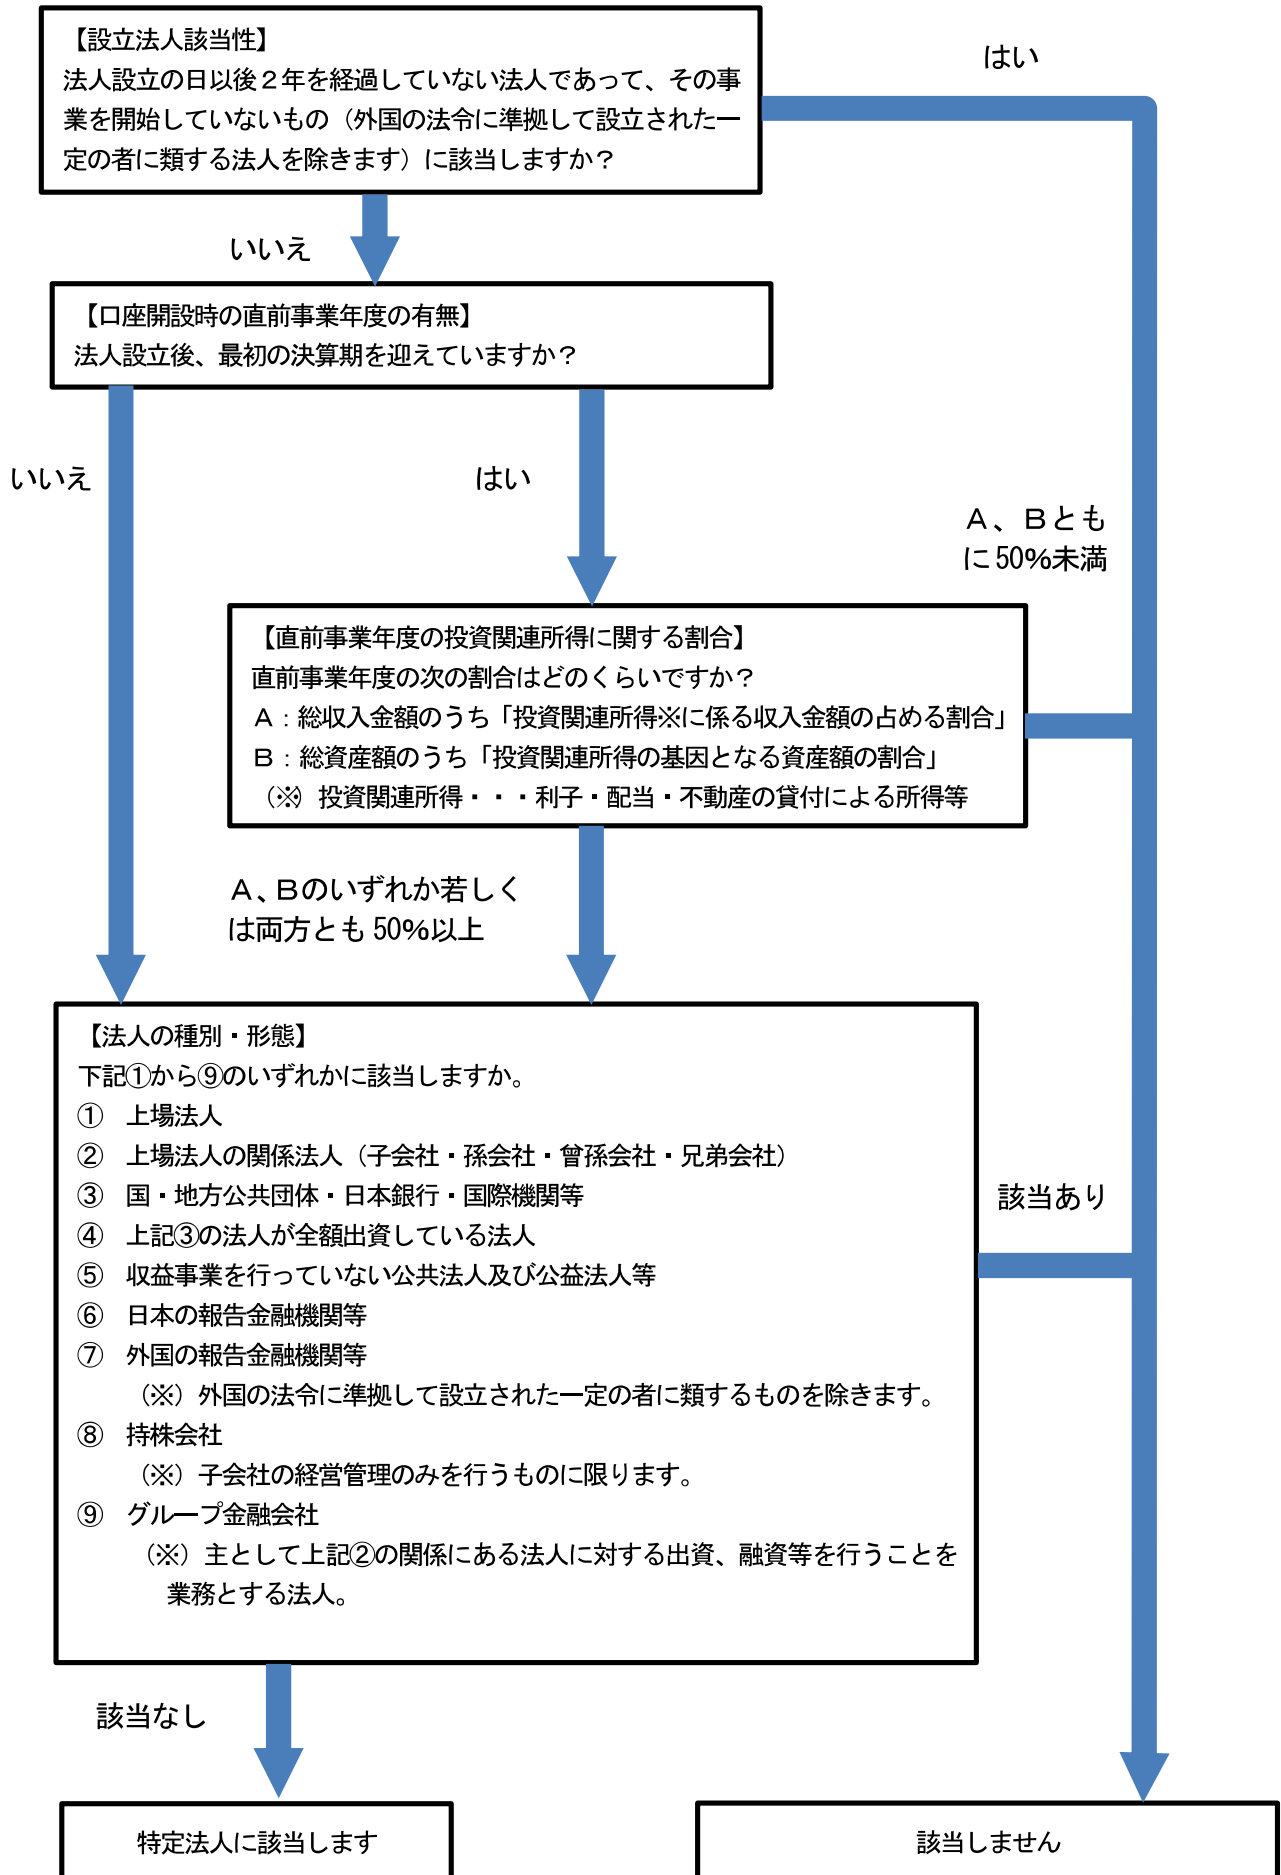 【設立法人該当性】
法人設立の日以後２年を経過していない法人であって、その事
業を開始していないもの（外国の法令に準拠して設立された一
定の者に類する法人を除きます）に該当しますか？
はい
いいえ
【口座開設時の直前事業年度の有無】
法人設立後、最初の決算期を迎えていますか？
いいえ
はい
Ａ、Ｂとも
に 50%未満
【直前事業年度の投資関連所得に関する割合】
直前事業年度の次の割合はどのくらいですか？
Ａ：総収入金額のうち「投資関連所得※に係る収入金額の占める割合」
Ｂ：総資産額のうち「投資関連所得の基因となる資産額の割合」
（※）投資関連所得・・・利子・配当・不動産の貸付による所得等
Ａ、Ｂのいずれか若しく
は両方とも 50%以上
【法人の種別・形態】
下記①から⑨のいずれかに該当しますか。
①　上場法人
②　上場法人の関係法人（子会社・孫会社・曾孫会社・兄弟会社）
③　国・地方公共団体・日本銀行・国際機関等
④　上記③の法人が全額出資している法人
⑤　収益事業を行っていない公共法人及び公益法人等
⑥　日本の報告金融機関等
⑦　外国の報告金融機関等
（※）外国の法令に準拠して設立された一定の者に類するものを除きます。
⑧　持株会社
（※）子会社の経営管理のみを行うものに限ります。
⑨　グループ金融会社
（※）主として上記②の関係にある法人に対する出資、融資等を行うことを
業務とする法人。
該当あり
該当なし
特定法人に該当します
該当しません